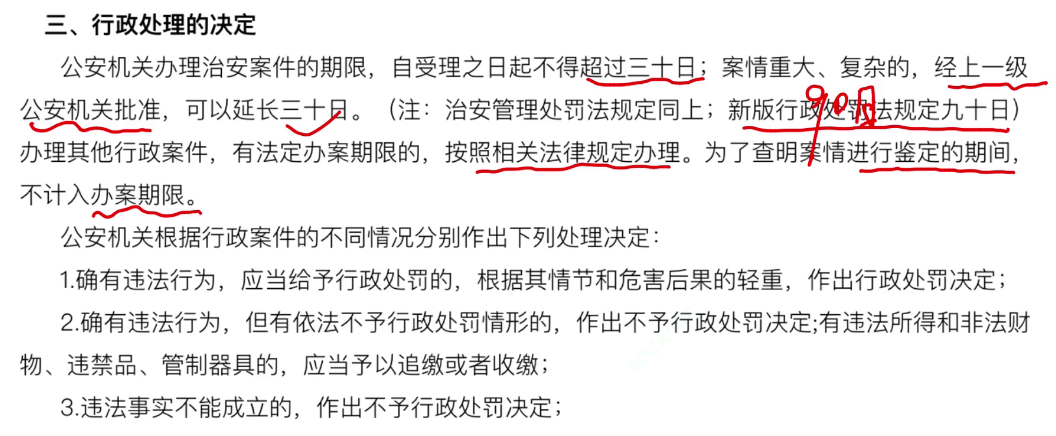 三、行政处理的决定
公安机关办理治安案件的期限，自受理之日起不得超过三十日；案情重大、复杂的，经上一级
公安机关批准，可以延长三十日。（注：治安管理处罚法规定同上；新版行政处罚法规定九十日）
90日
办理其他行政案件，有法定办案期限的，按照相关法律规定办理。为了查明案情进行鉴定的期间，
不计入办案期限。
公安机关根据行政案件的不同情况分别作出下列处理决定：
1.确有违法行为，应当给予行政处罚的，根据其情节和危害后果的轻重，作出行政处罚决定；
2.确有违法行为，但有依法不予行政处罚情形的，作出不予行政处罚决定;有违法所得和非法财
物、违禁品、管制器具的，应当予以追缴或者收缴；
3.违法事实不能成立的，作出不予行政处罚决定；